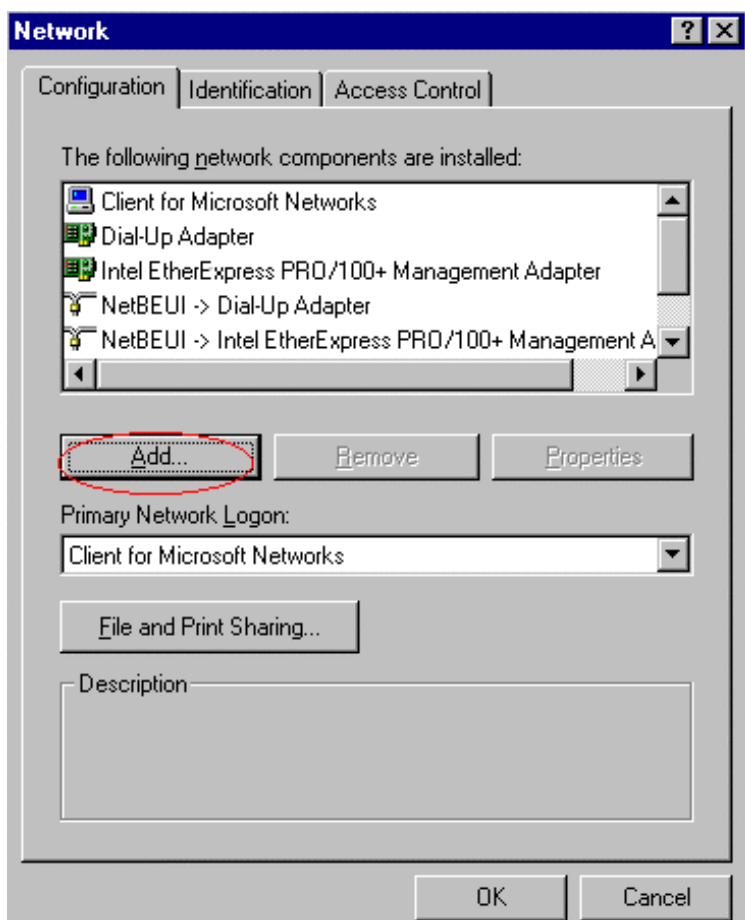 Network
Configuration Identification Access Control
The following network components are installed:
Client for Microsoft Networks
Dial-Up Adapter
Intel EtherExpress PRO/100+ Management Adapter
NetBEUI -> Dial-Up Adapter
NetBEUI -> Intel EtherExpress PRO/100+ Management A
Add... Remove Properties
Primary Network Logon:
Client for Microsoft Networks
File and Print Sharing...
Description
OK Cancel